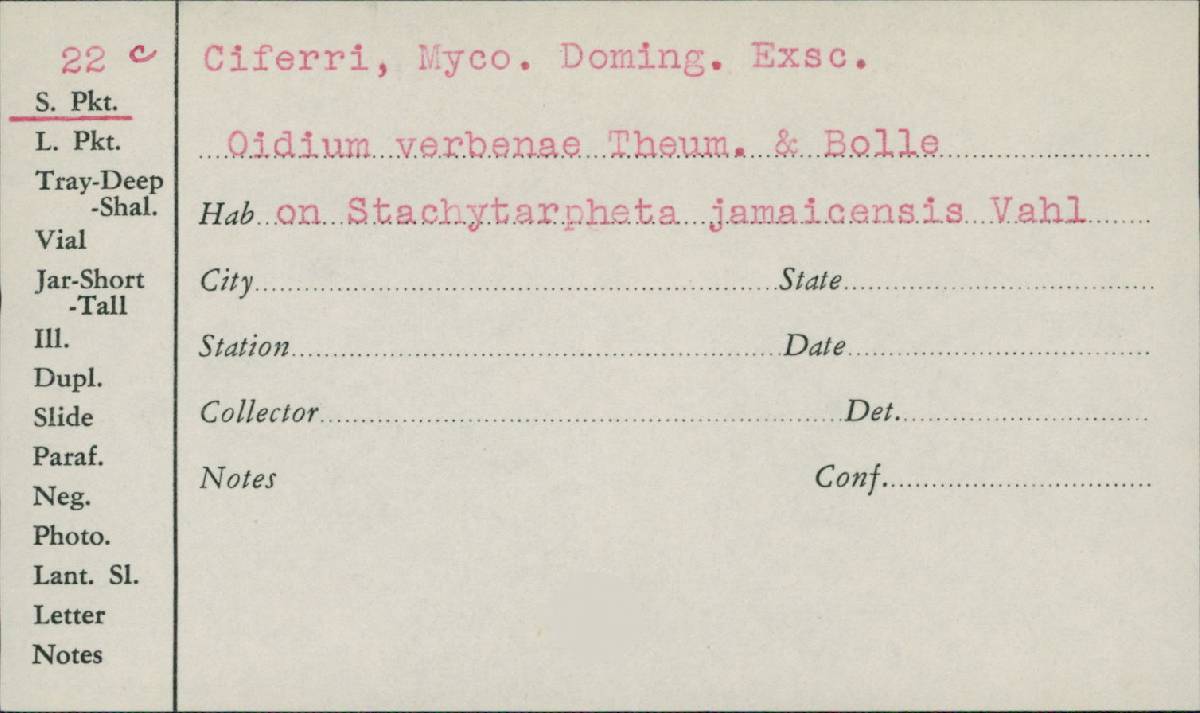 22 c
S. Pkt.
L. Pkt.
Tray-Deep
-Shal.
Vial
Jar-Short
-Tall
Ill.
Dupl.
Slide
Paraf.
Neg.
Photo.
Lant. Sl.
Letter
Notes
Ciferri, Myco. Doming. Exsc.
Oidium verbenae Theum. & Bolle
Hab on Stachytarpheta jamaicensis Vahl
City State
Station Date
Collector Det.
Notes Conf.